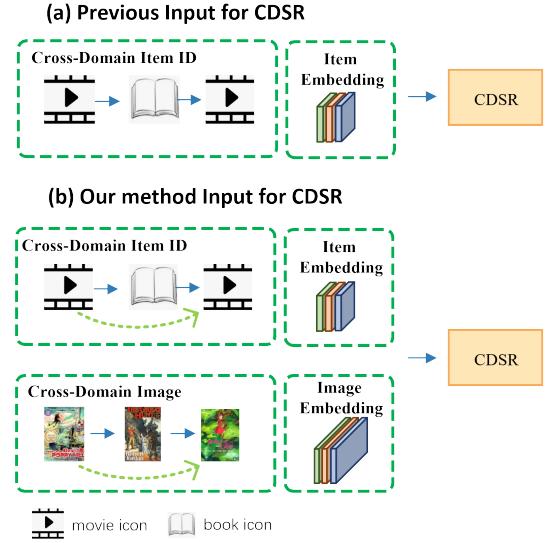 (a) Previous Input for CDSR
Cross-Domain Item ID
Item
Embedding
CDSR
(b) Our method Input for CDSR
Cross-Domain Item ID
Item
Embedding
CDSR
Cross-Domain Image
Image
Embedding
movie icon
book icon